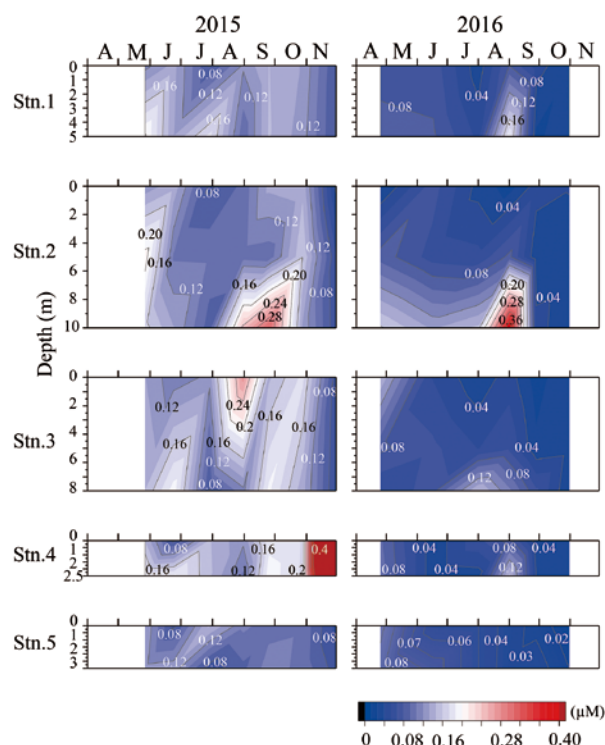 2015 2016
A M J J A S O N A M J J A S O N
Stn.1
0 1 2 3 4 5
0.16 0.08 0.12 0.16 0.12 0.12
0.08 0.04 0.08 0.12 0.16
Stn.2
0 2 4 6 8 10
0.20 0.16 0.08 0.12 0.12 0.12 0.16 0.20 0.24 0.28 0.08
0.04 0.08 0.20 0.28 0.36 0.04
Depth (m)
Stn.3
0 2 4 6 8
0.12 0.16 0.24 0.2 0.16 0.12 0.08 0.16 0.16 0.12 0.08
0.08 0.04 0.04 0.12 0.08
Stn.4
0 1 2 2.5
0.08 0.16 0.16 0.12 0.2 0.4
0.04 0.08 0.04 0.08 0.12 0.04
Stn.5
0 1 2 3
0.08 0.12 0.12 0.08 0.08
0.07 0.08 0.06 0.04 0.03 0.02
(μM)
0 0.08 0.16 0.28 0.40